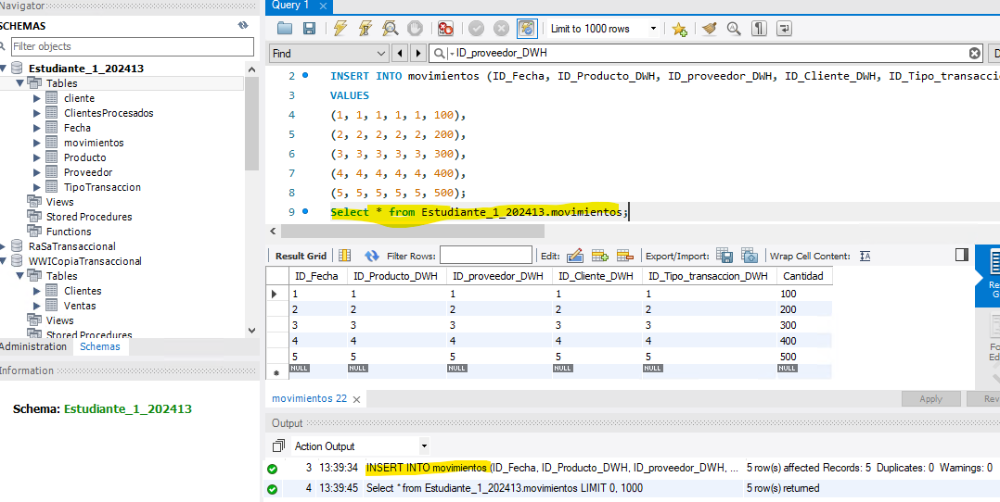 Navigator
Query 1
SCHEMAS
Filter objects
Estudiante_1_202413
Tables
cliente
ClientesProcesados
Fecha
movimientos
Producto
Proveedor
TipoTransaccion
Views
Stored Procedures
Functions
RaSaTransaccional
WWICopiaTransaccional
Tables
Clientes
Ventas
Views
Stored Procedures
Administration Schemas
Information
Schema: Estudiante_1_202413
Limit to 1000 rows
Find
ID_proveedor_DWH
D
2 INSERT INTO movimientos (ID_Fecha, ID_Producto_DWH, ID_proveedor_DWH, ID_Cliente_DWH, ID_Tipo_transaccio
3 VALUES
4 (1, 1, 1, 1, 1, 100),
5 (2, 2, 2, 2, 2, 200),
6 (3, 3, 3, 3, 3, 300),
7 (4, 4, 4, 4, 4, 400),
8 (5, 5, 5, 5, 5, 500);
9 Select * from Estudiante_1_202413.movimientos;
Result Grid Filter Rows: Edit: Export/Import: Wrap Cell Content:
ID_Fecha ID_Producto_DWH ID_proveedor_DWH ID_Cliente_DWH ID_Tipo_transaccion_DWH Cantidad
1 1 1 1 1 100
2 2 2 2 2 200
3 3 3 3 3 300
4 4 4 4 4 400
5 5 5 5 5 500
NULL NULL NULL NULL NULL NULL
Re
G
Fo
Edi
movimientos 22
Apply Rev
Output
Action Output
3 13:39:34 INSERT INTO movimientos (ID_Fecha, ID_Producto_DWH, ID_proveedor_DWH, ... 5 row(s) affected Records: 5 Duplicates: 0 Warnings: 0
4 13:39:45 Select * from Estudiante_1_202413.movimientos LIMIT 0, 1000 5 row(s) returned